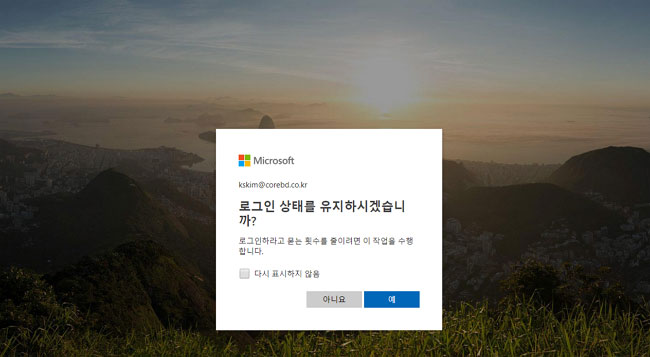 Microsoft
kskim@corebd.co.kr
로그인 상태를 유지하시겠습니
까?
로그인하라고 묻는 횟수를 줄이려면 이 작업을 수행
합니다.
다시 표시하지 않음
아니요
예